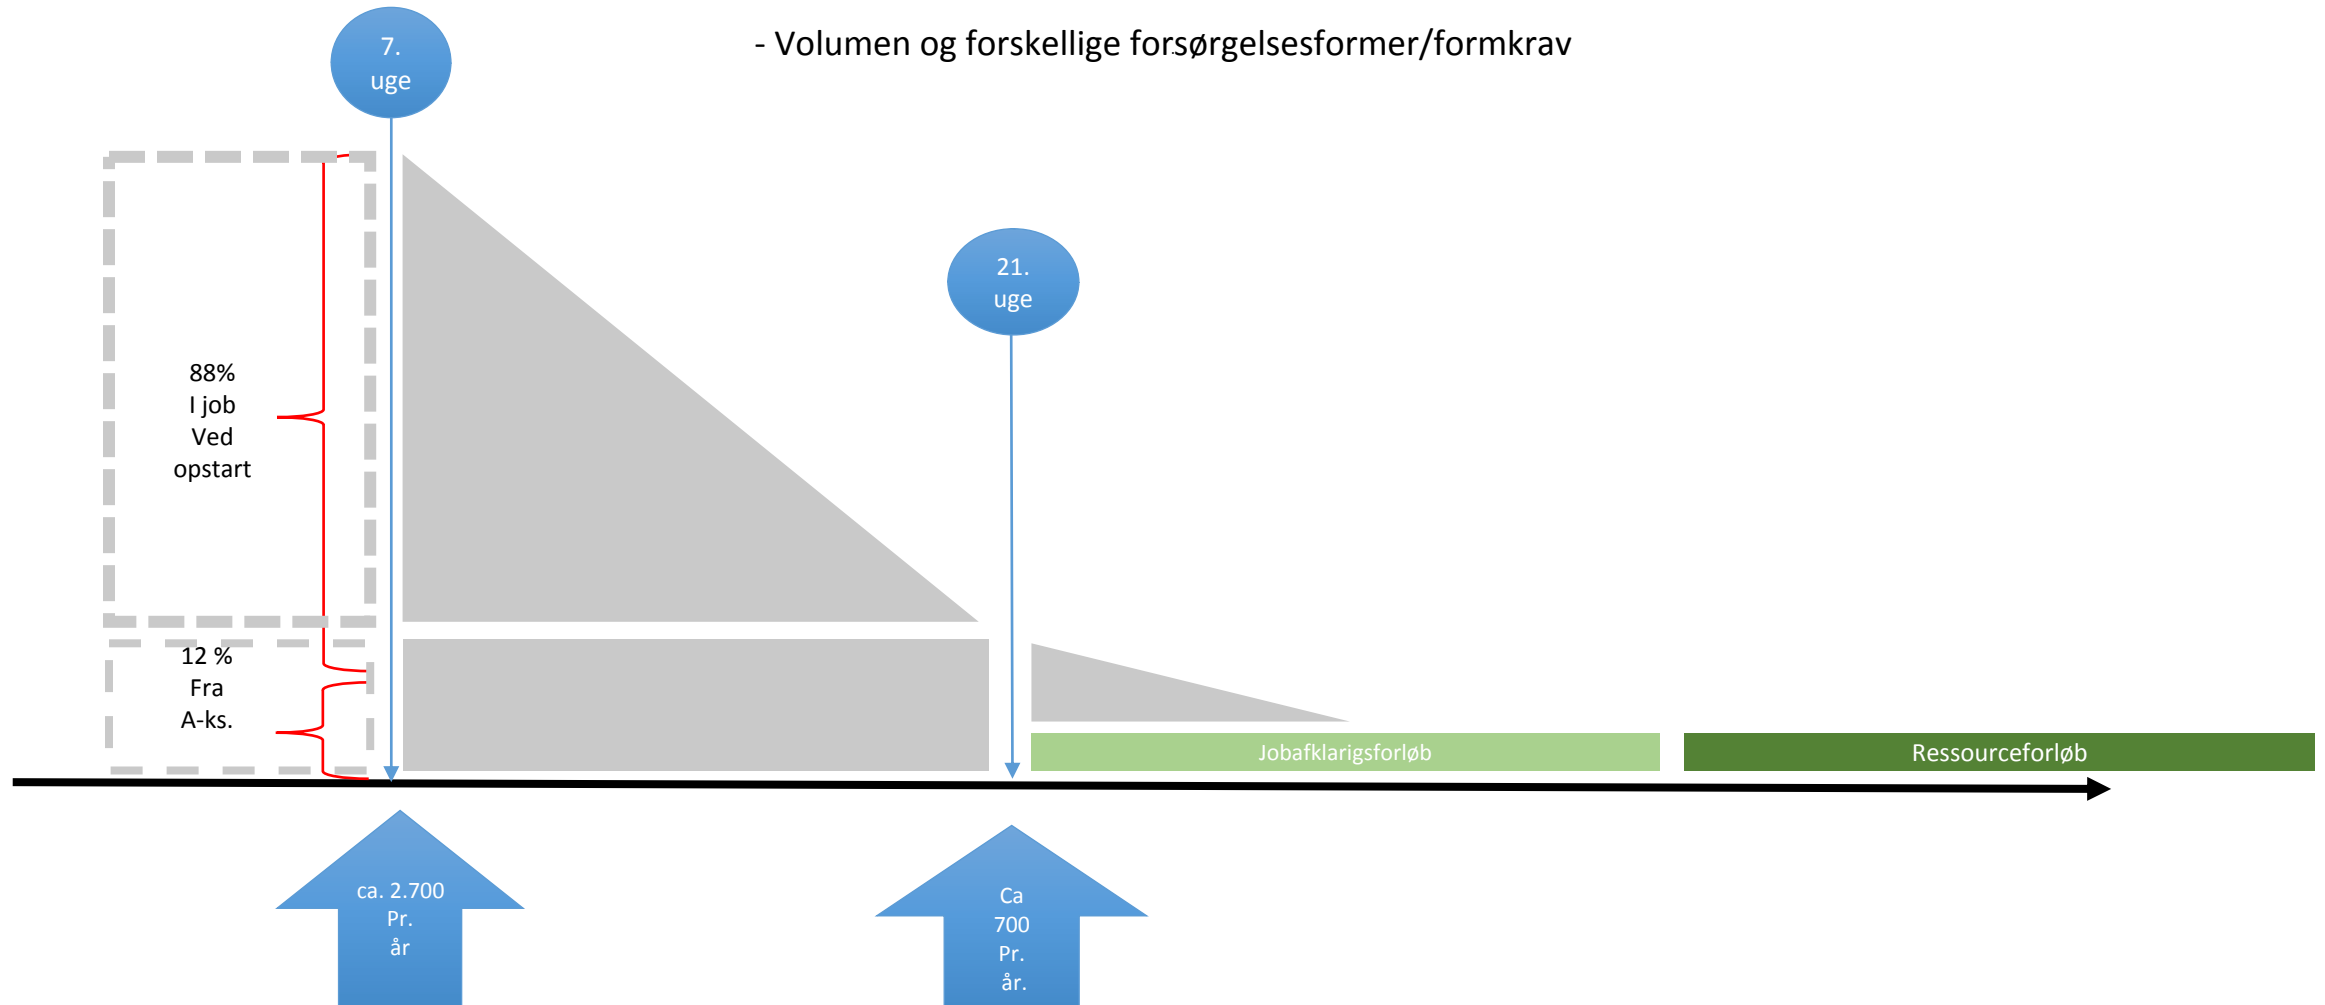 - Volumen og forskellige forsørgelsesformer/formkrav
7.
uge
21.
uge
88%
I job
Ved
opstart
12 %
Fra
A-ks.
Jobafklarigsforløb
Ressourceforløb
ca. 2.700
Pr.
år
Ca
700
Pr.
år.